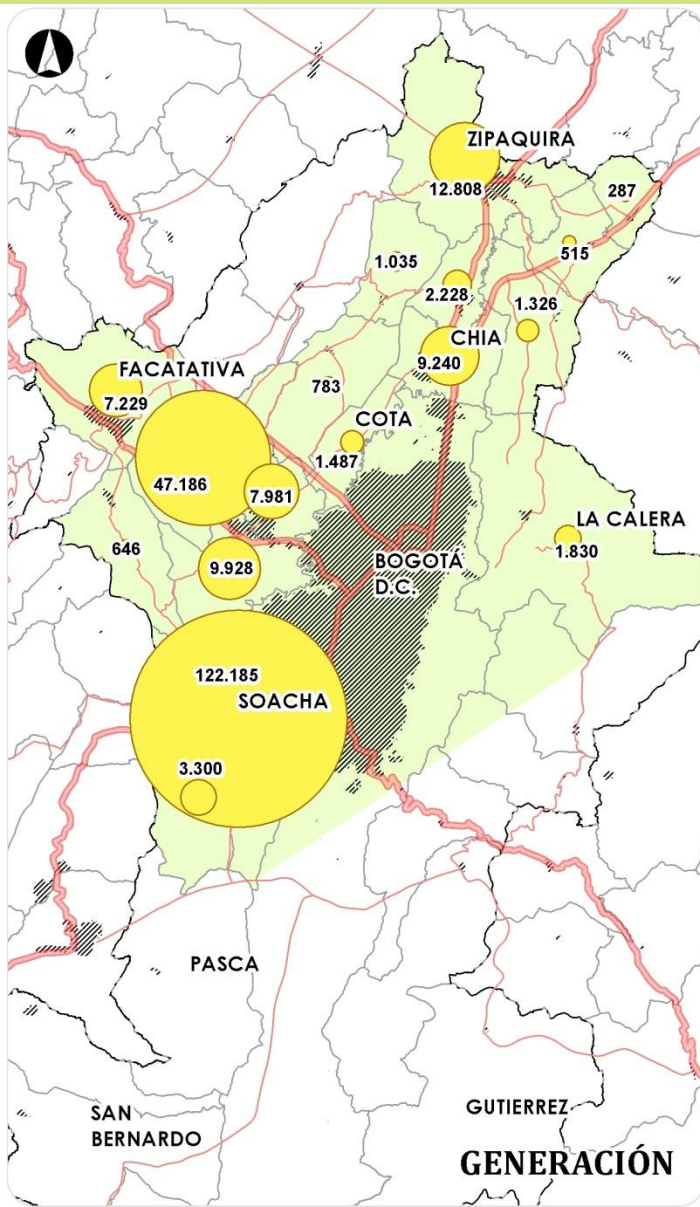 ZIPAQUIRA
12.808
287
515
1.035
2.228
1.326
CHIA
9.240
FACATATIVA
7.229
783
COTA
1.487
47.186
7.981
LA CALERA
1.830
646
9.928
BOGOTÁ
D.C.
122.185
SOACHA
3.300
PASCA
SAN
BERNARDO
GUTIERREZ
GENERACIÓN